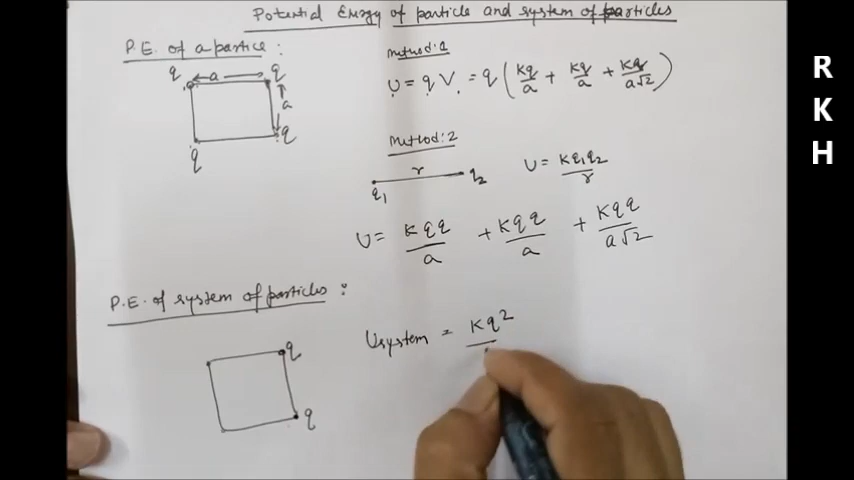 Potential Energy of particle and system of particles
P.E. of a particle :
q a q
a
q q
Method: 1
U = qV = q ( Kq/a + Kq/a + Kq/a√2 )
Method: 2
r
q1 q2
U = Kq1q2/r
U = Kqq/a + Kqq/a + Kqq/a√2
P.E. of system of particles :
q
q
Usystem = Kq²
R
K
H